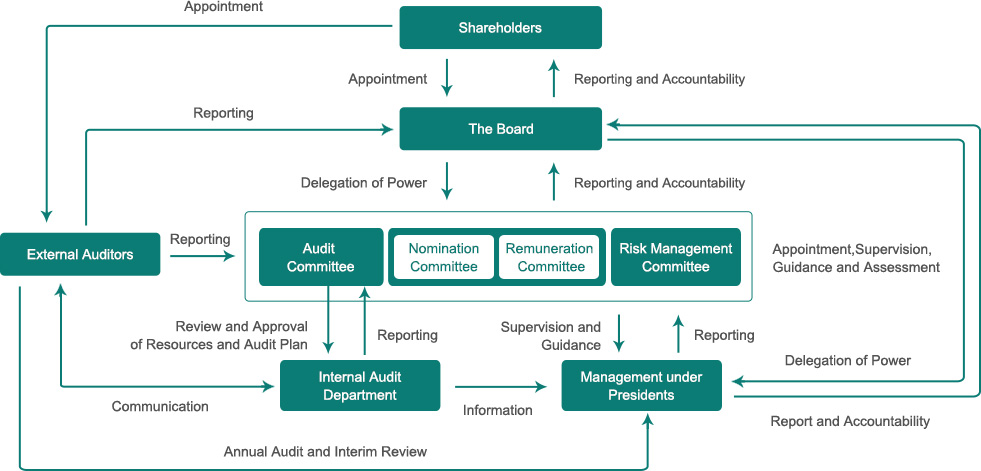 Appointment
Shareholders
Appointment
Reporting and Accountability
Reporting
The Board
Delegation of Power
Reporting and Accountability
External Auditors
Reporting
Audit
Committee
Nomination
Committee
Remuneration
Committee
Risk Management
Committee
Appointment,Supervision,
Guidance and Assessment
Review and Approval
of Resources and Audit Plan
Reporting
Supervision and
Guidance
Reporting
Delegation of Power
Internal Audit
Department
Management under
Presidents
Communication
Information
Report and Accountability
Annual Audit and Interim Review